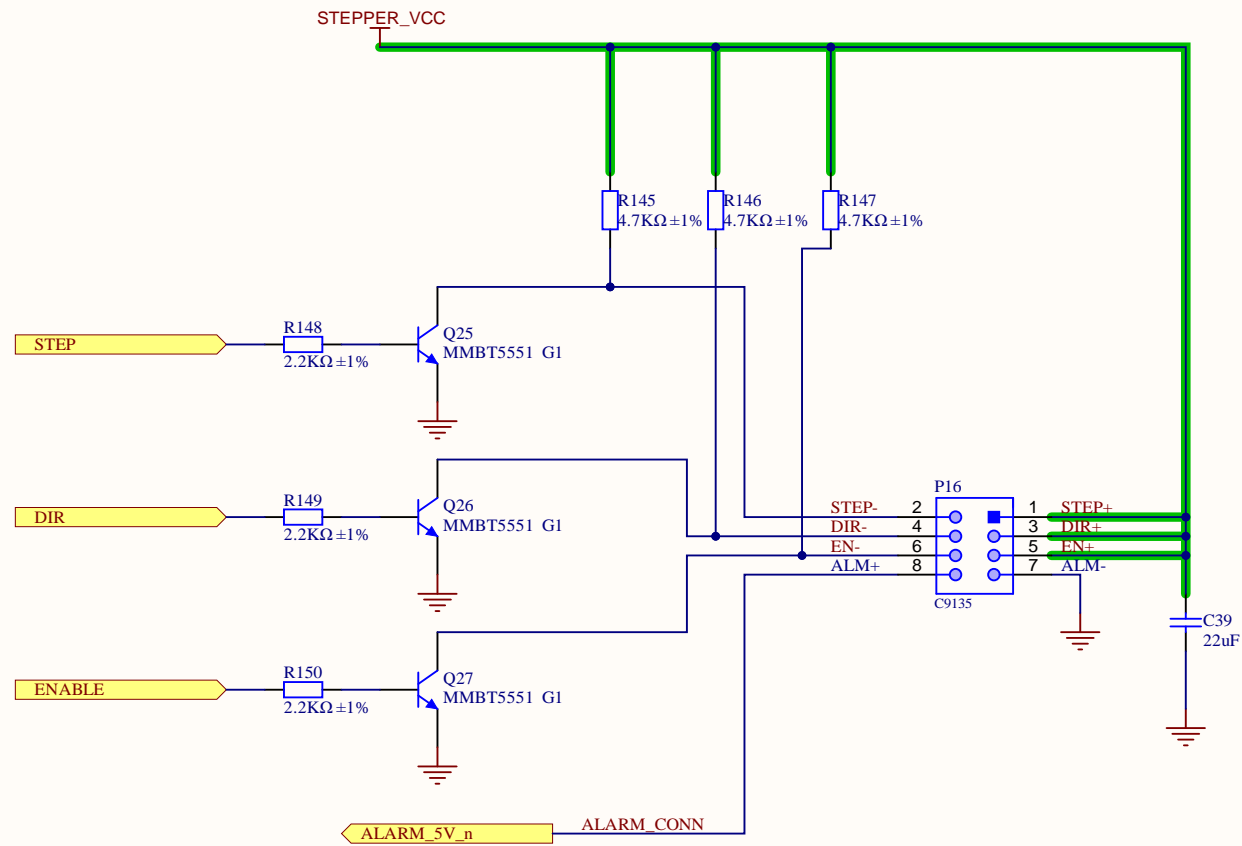 STEPPER_VCC
R145
4.7KΩ ±1%
R146
4.7KΩ ±1%
R147
4.7KΩ ±1%
STEP
R148
2.2KΩ ±1%
Q25
MMBT5551 G1
DIR
R149
2.2KΩ ±1%
Q26
MMBT5551 G1
P16
STEP- 2
DIR- 4
EN- 6
ALM+ 8
1 STEP+
3 DIR+
5 EN+
7 ALM-
C9135
C39
22uF
ENABLE
R150
2.2KΩ ±1%
Q27
MMBT5551 G1
ALARM_5V_n
ALARM_CONN